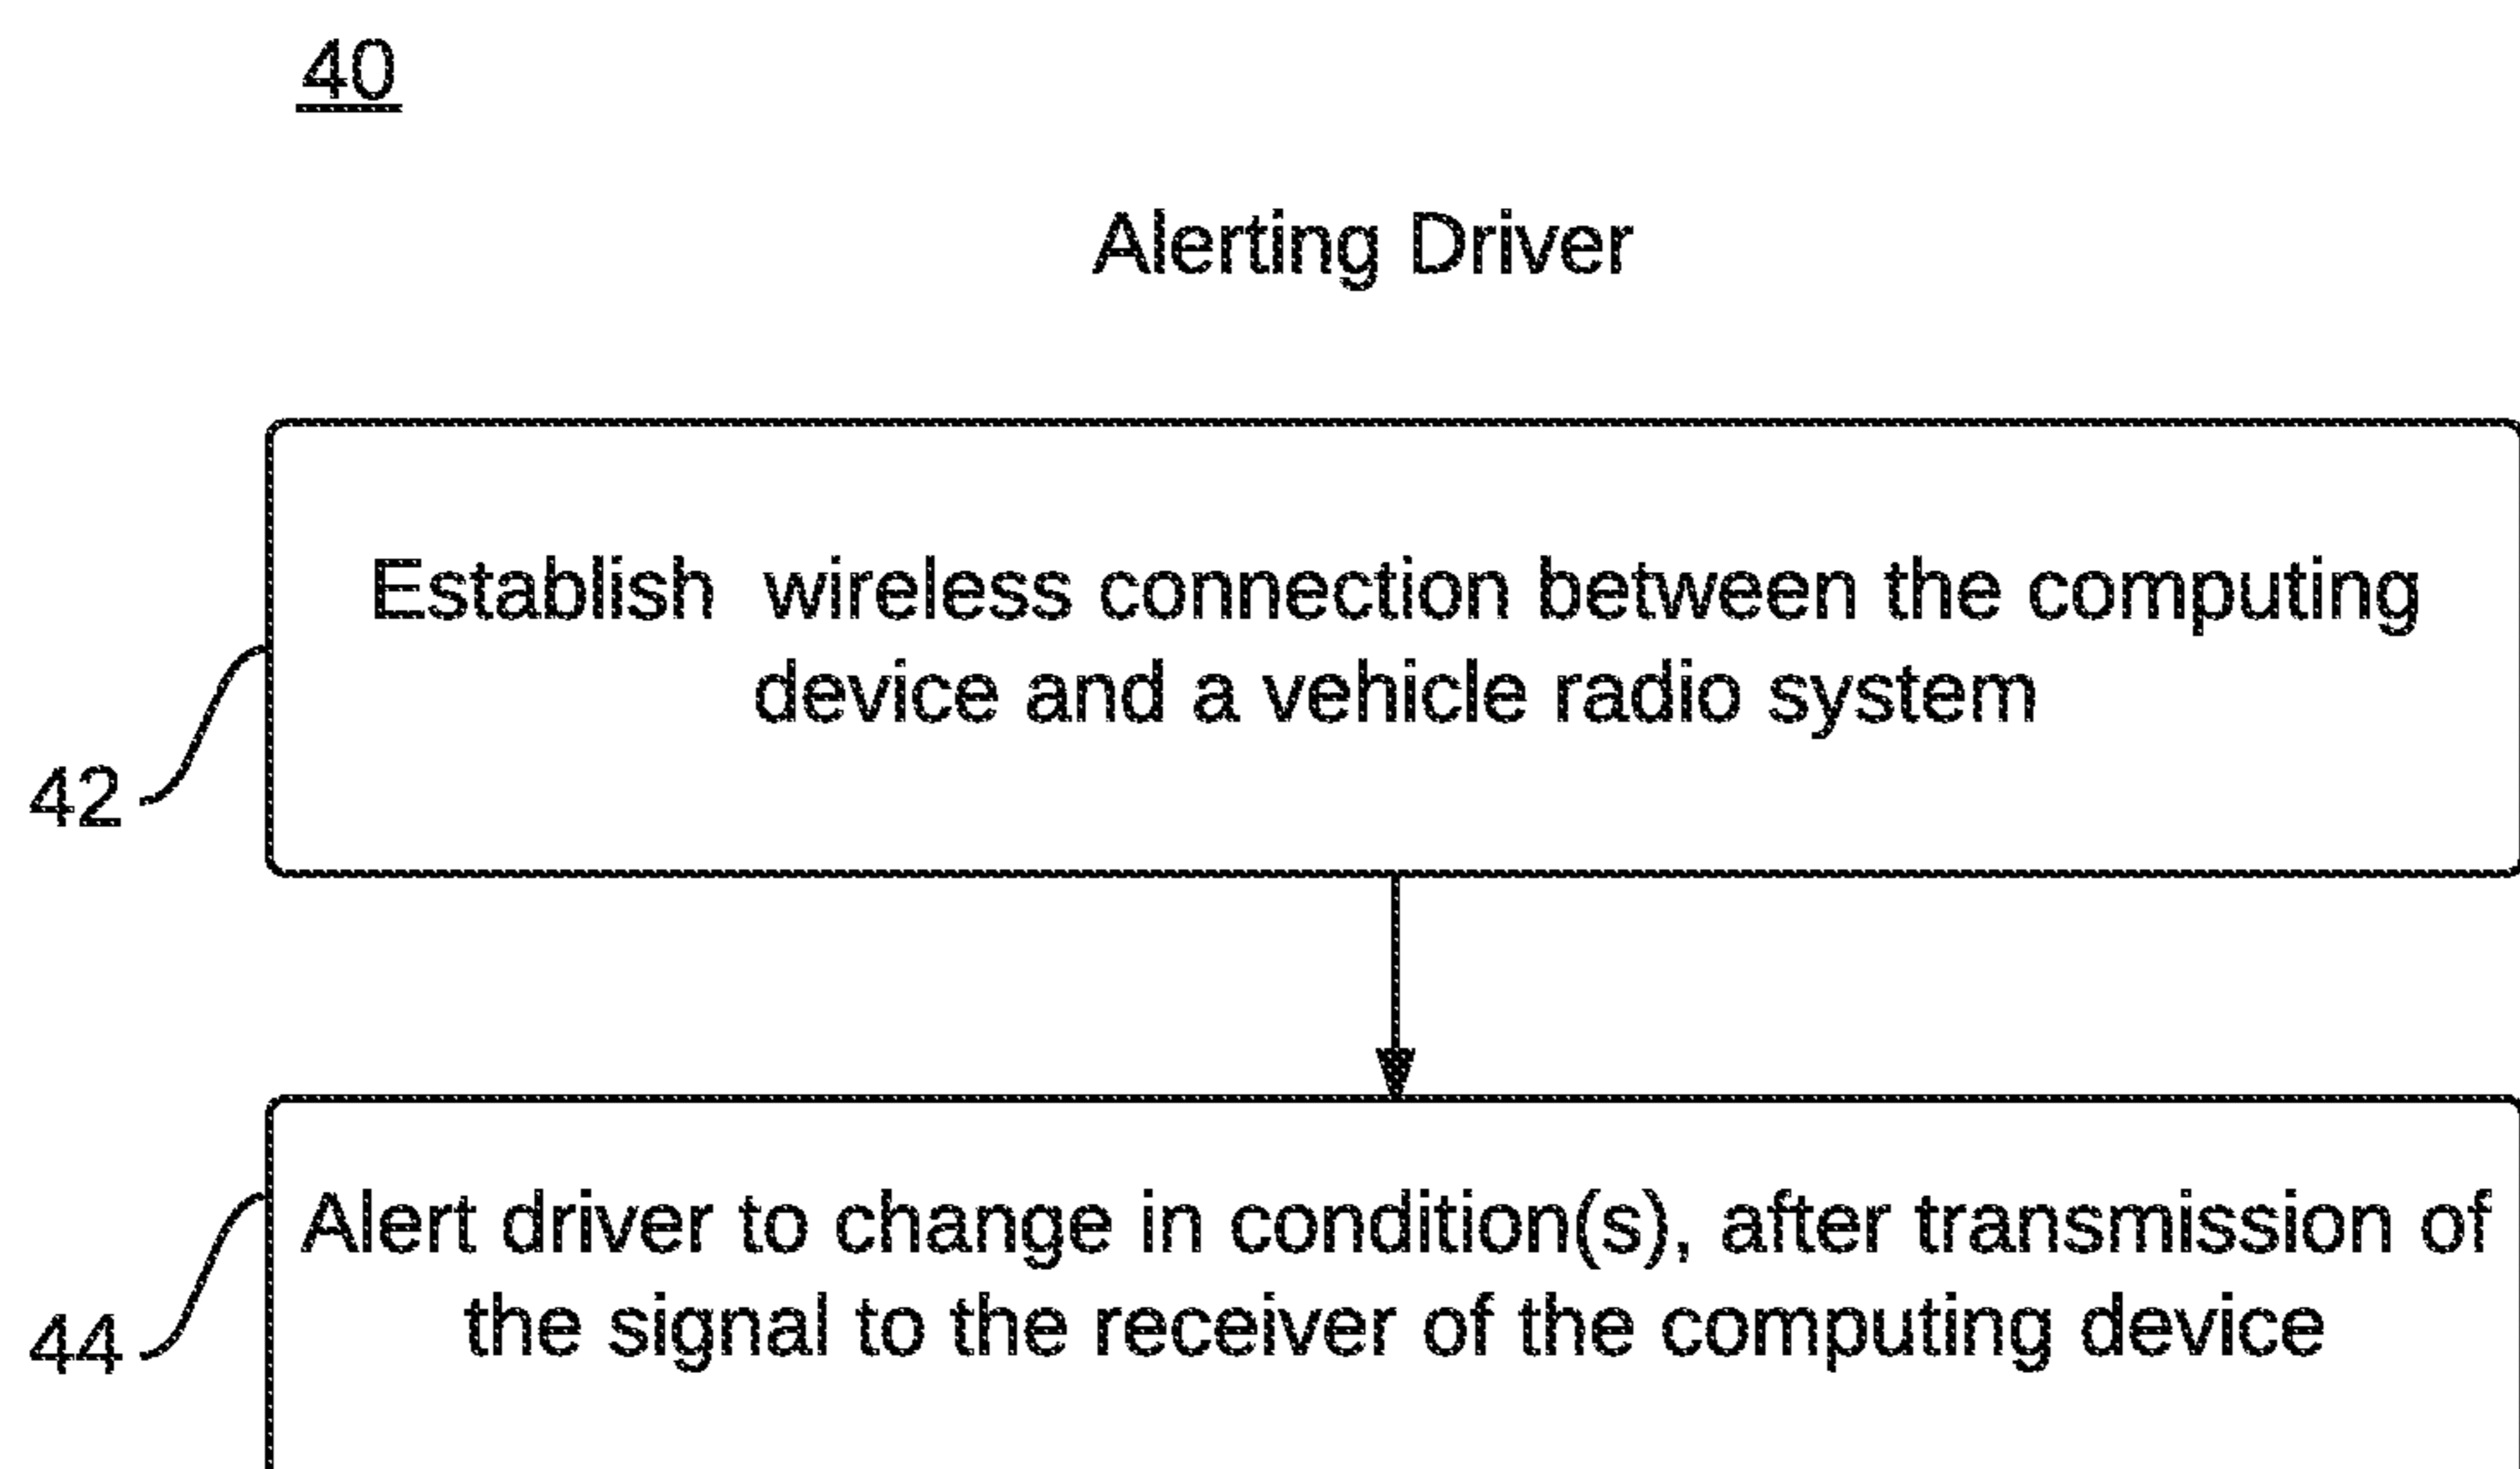 40
Alerting Driver
Establish  wireless connection between the computing
device and a vehicle radio system
42
Alert driver to change in condition(s), after transmission of
the signal to the receiver of the computing device
44